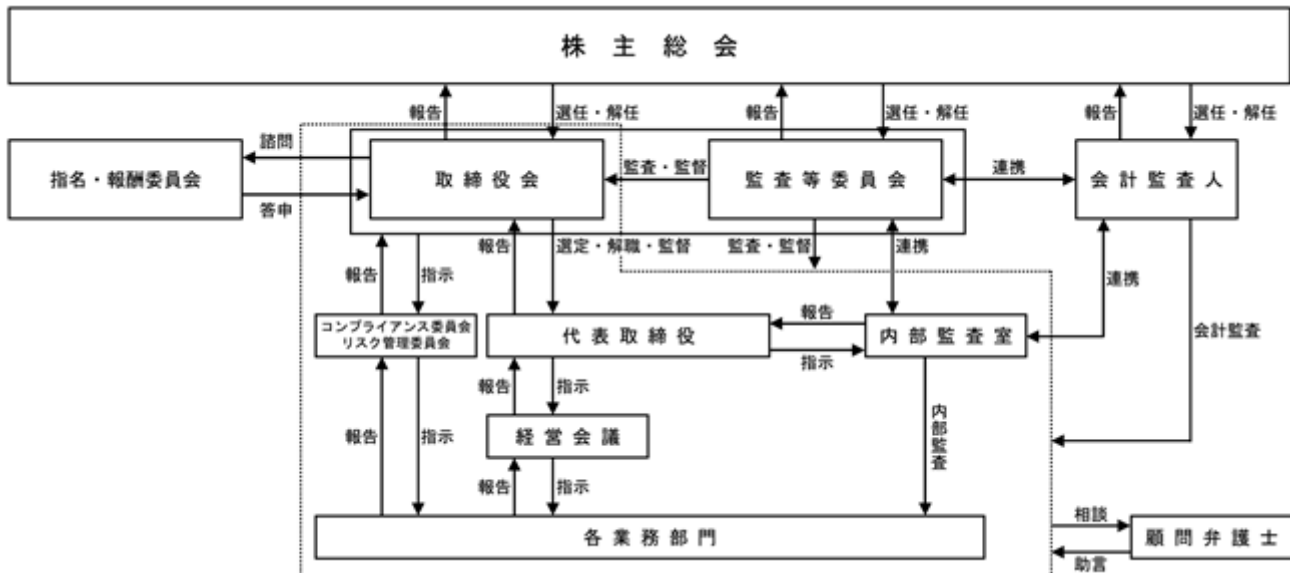 株主総会
報告
選任・解任
報告
選任・解任
報告
選任・解任
指名・報酬委員会
諮問
答申
取締役会
監査・監督
監査等委員会
連携
会計監査人
報告
指示
報告
選定・解職・監督
監査・監督
連携
連携
会計監査
コンプライアンス委員会
リスク管理委員会
代表取締役
報告
指示
内部監査室
報告
指示
報告
指示
経営会議
内部監査
報告
指示
各業務部門
相談
助言
顧問弁護士